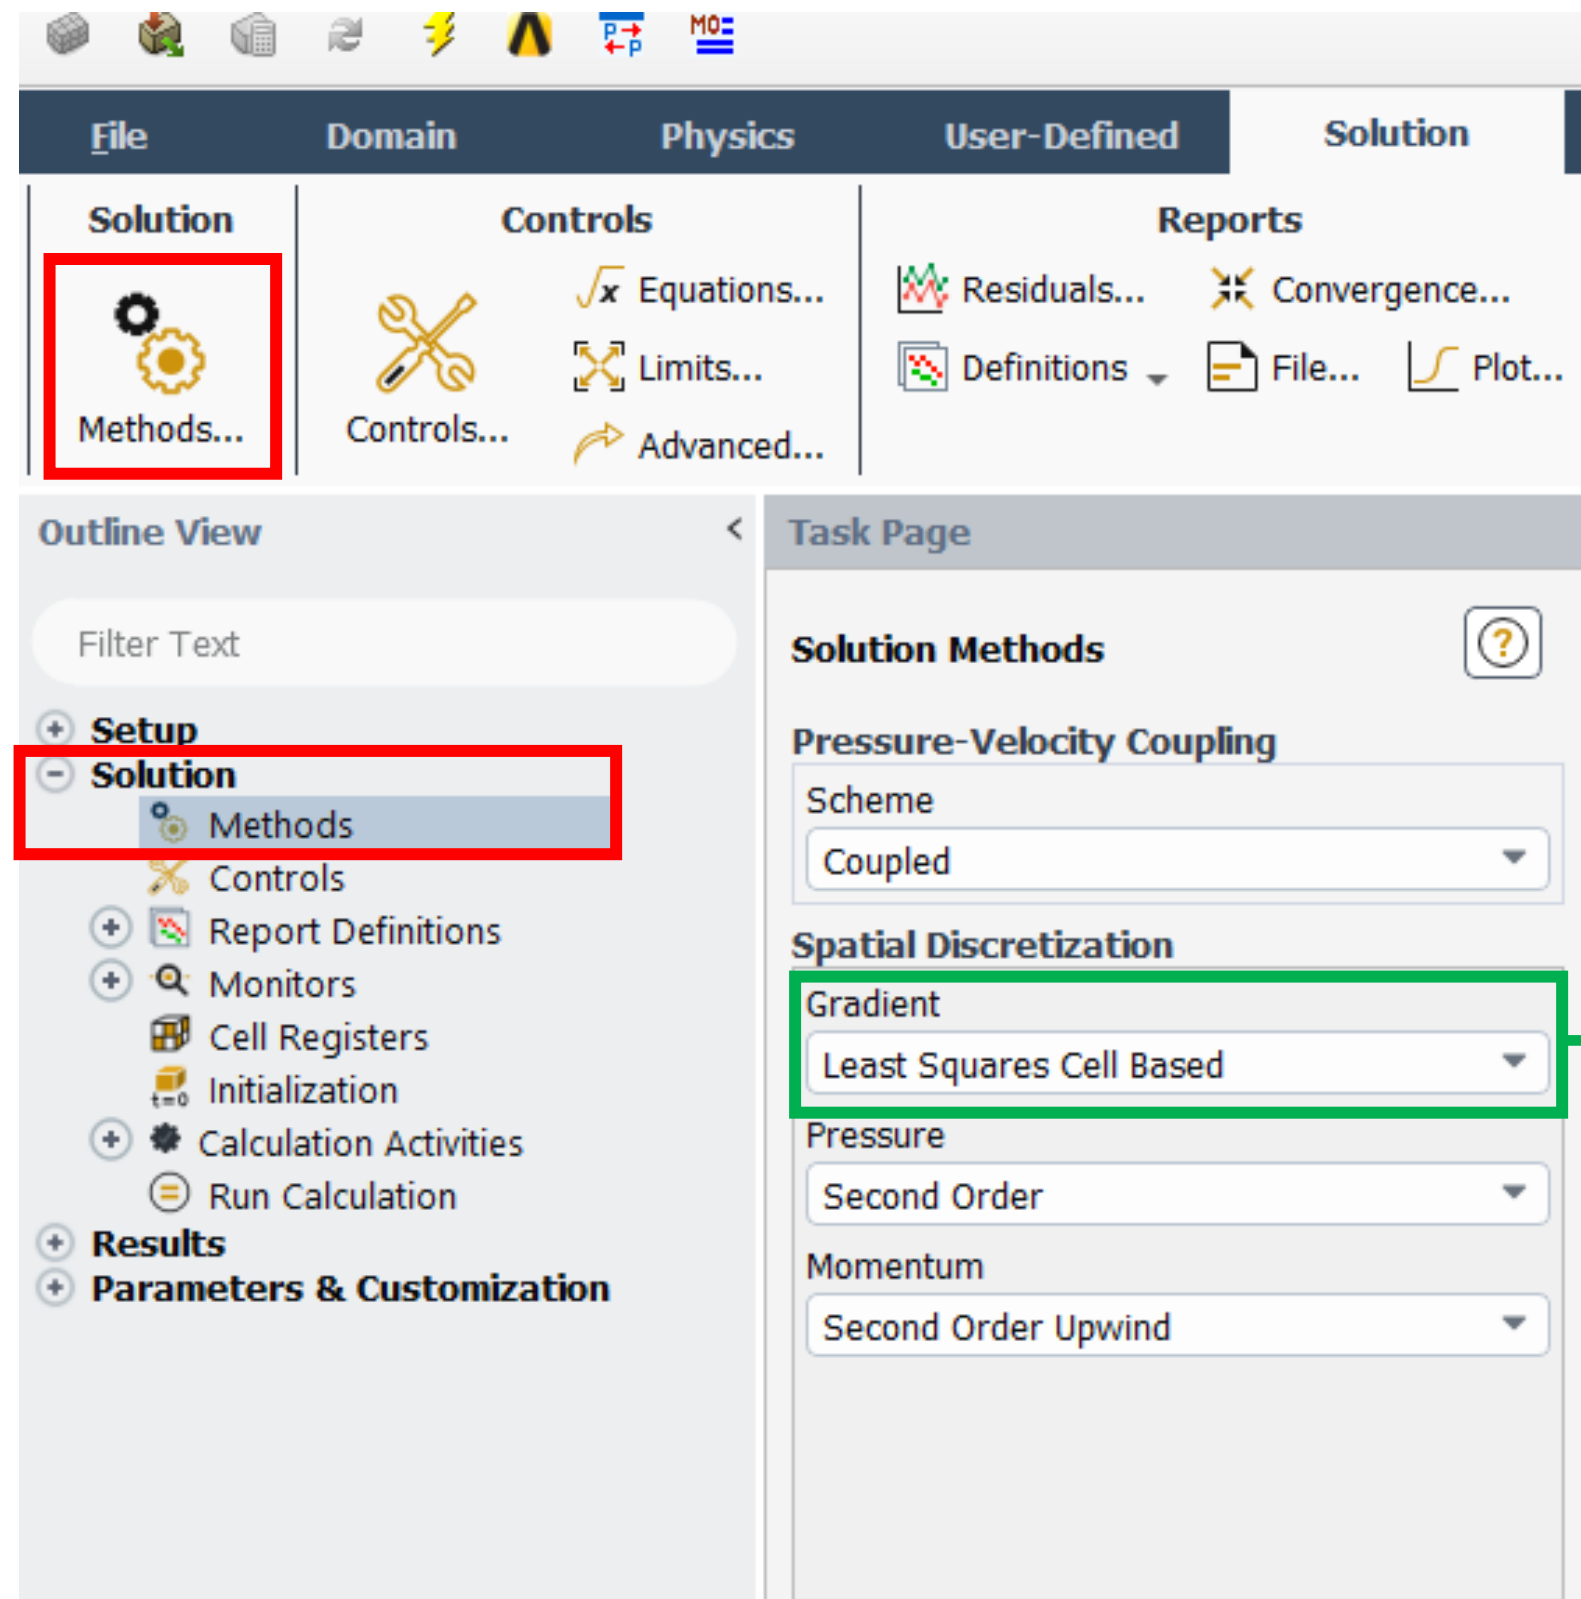 P
P
MO
File Domain Physics User-Defined Solution
Solution Controls Reports
x Equations... Residuals... Convergence...
Limits... Definitions File... Plot...
Methods... Controls... Advanced...
Outline View < Task Page
Filter Text
Solution Methods ?
Setup
Solution
Methods
Controls
Report Definitions
Monitors
Cell Registers
t=0 Initialization
Calculation Activities
Run Calculation
Results
Parameters & Customization
Pressure-Velocity Coupling
Scheme
Coupled
Spatial Discretization
Gradient
Least Squares Cell Based
Pressure
Second Order
Momentum
Second Order Upwind